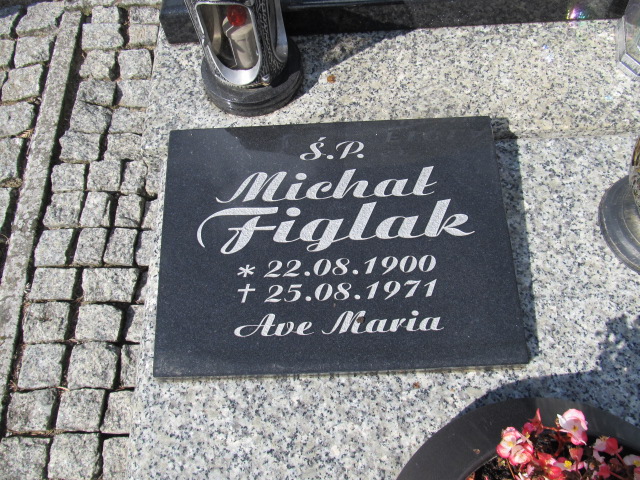 Ś.P.
Michał
Figlak
* 22.08.1900
† 25.08.1971
Ave Maria